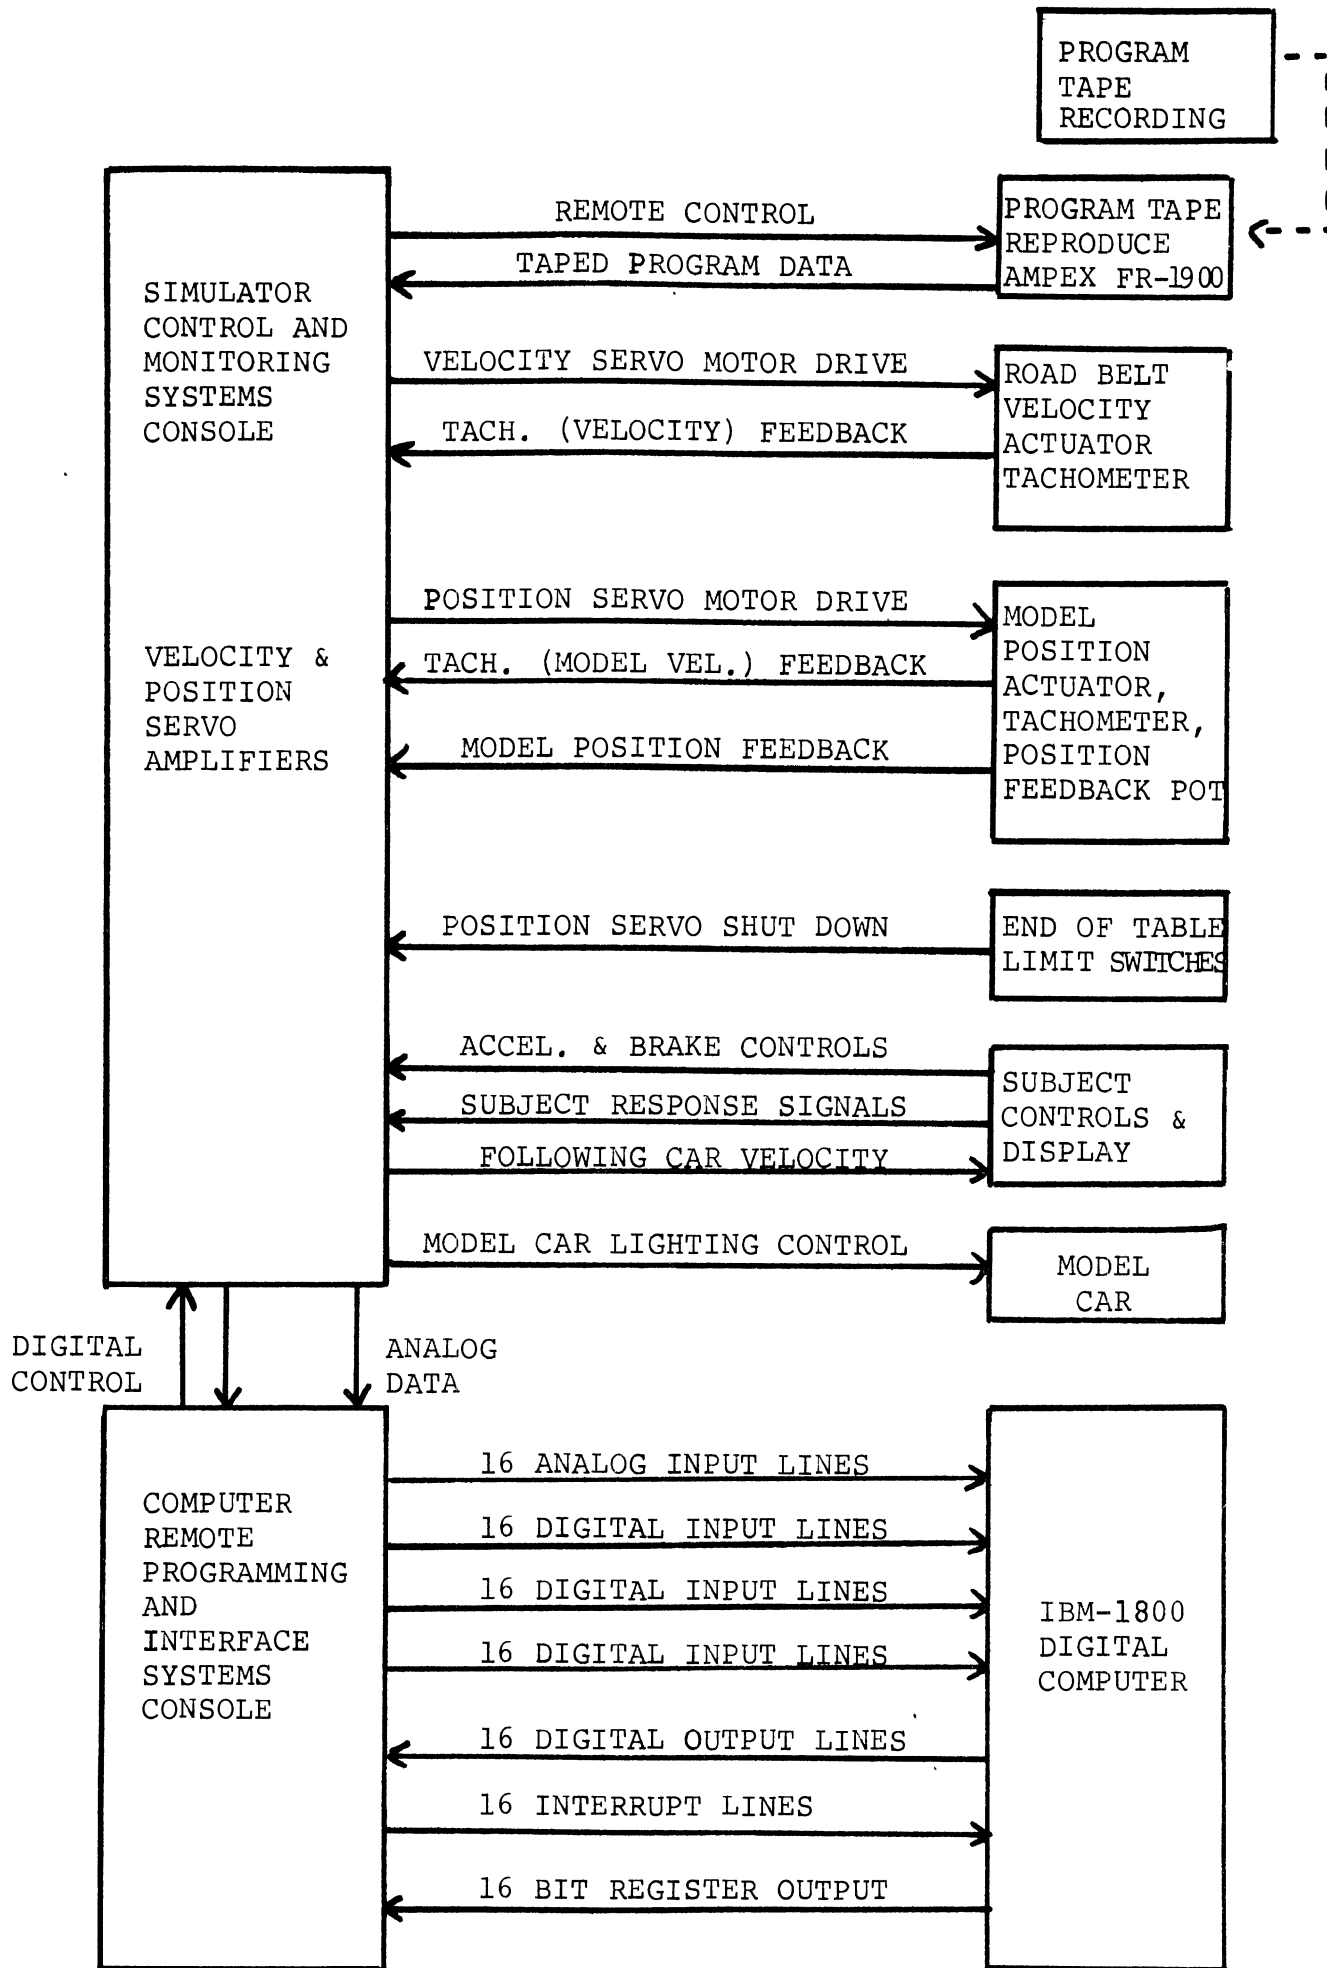 PROGRAM
TAPE
RECORDING
REMOTE CONTROL
PROGRAM TAPE
REPRODUCE
AMPEX FR-1900
TAPED PROGRAM DATA
SIMULATOR
CONTROL AND
MONITORING
SYSTEMS
CONSOLE
VELOCITY SERVO MOTOR DRIVE
TACH. (VELOCITY) FEEDBACK
ROAD BELT
VELOCITY
ACTUATOR
TACHOMETER
VELOCITY &
POSITION
SERVO
AMPLIFIERS
POSITION SERVO MOTOR DRIVE
TACH. (MODEL VEL.) FEEDBACK
MODEL POSITION FEEDBACK
MODEL
POSITION
ACTUATOR,
TACHOMETER,
POSITION
FEEDBACK POT
POSITION SERVO SHUT DOWN
END OF TABLE
LIMIT SWITCHES
ACCEL. & BRAKE CONTROLS
SUBJECT RESPONSE SIGNALS
FOLLOWING CAR VELOCITY
SUBJECT
CONTROLS &
DISPLAY
MODEL CAR LIGHTING CONTROL
MODEL
CAR
DIGITAL
CONTROL
ANALOG
DATA
COMPUTER
REMOTE
PROGRAMMING
AND
INTERFACE
SYSTEMS
CONSOLE
16 ANALOG INPUT LINES
16 DIGITAL INPUT LINES
16 DIGITAL INPUT LINES
16 DIGITAL INPUT LINES
16 DIGITAL OUTPUT LINES
16 INTERRUPT LINES
16 BIT REGISTER OUTPUT
IBM-1800
DIGITAL
COMPUTER